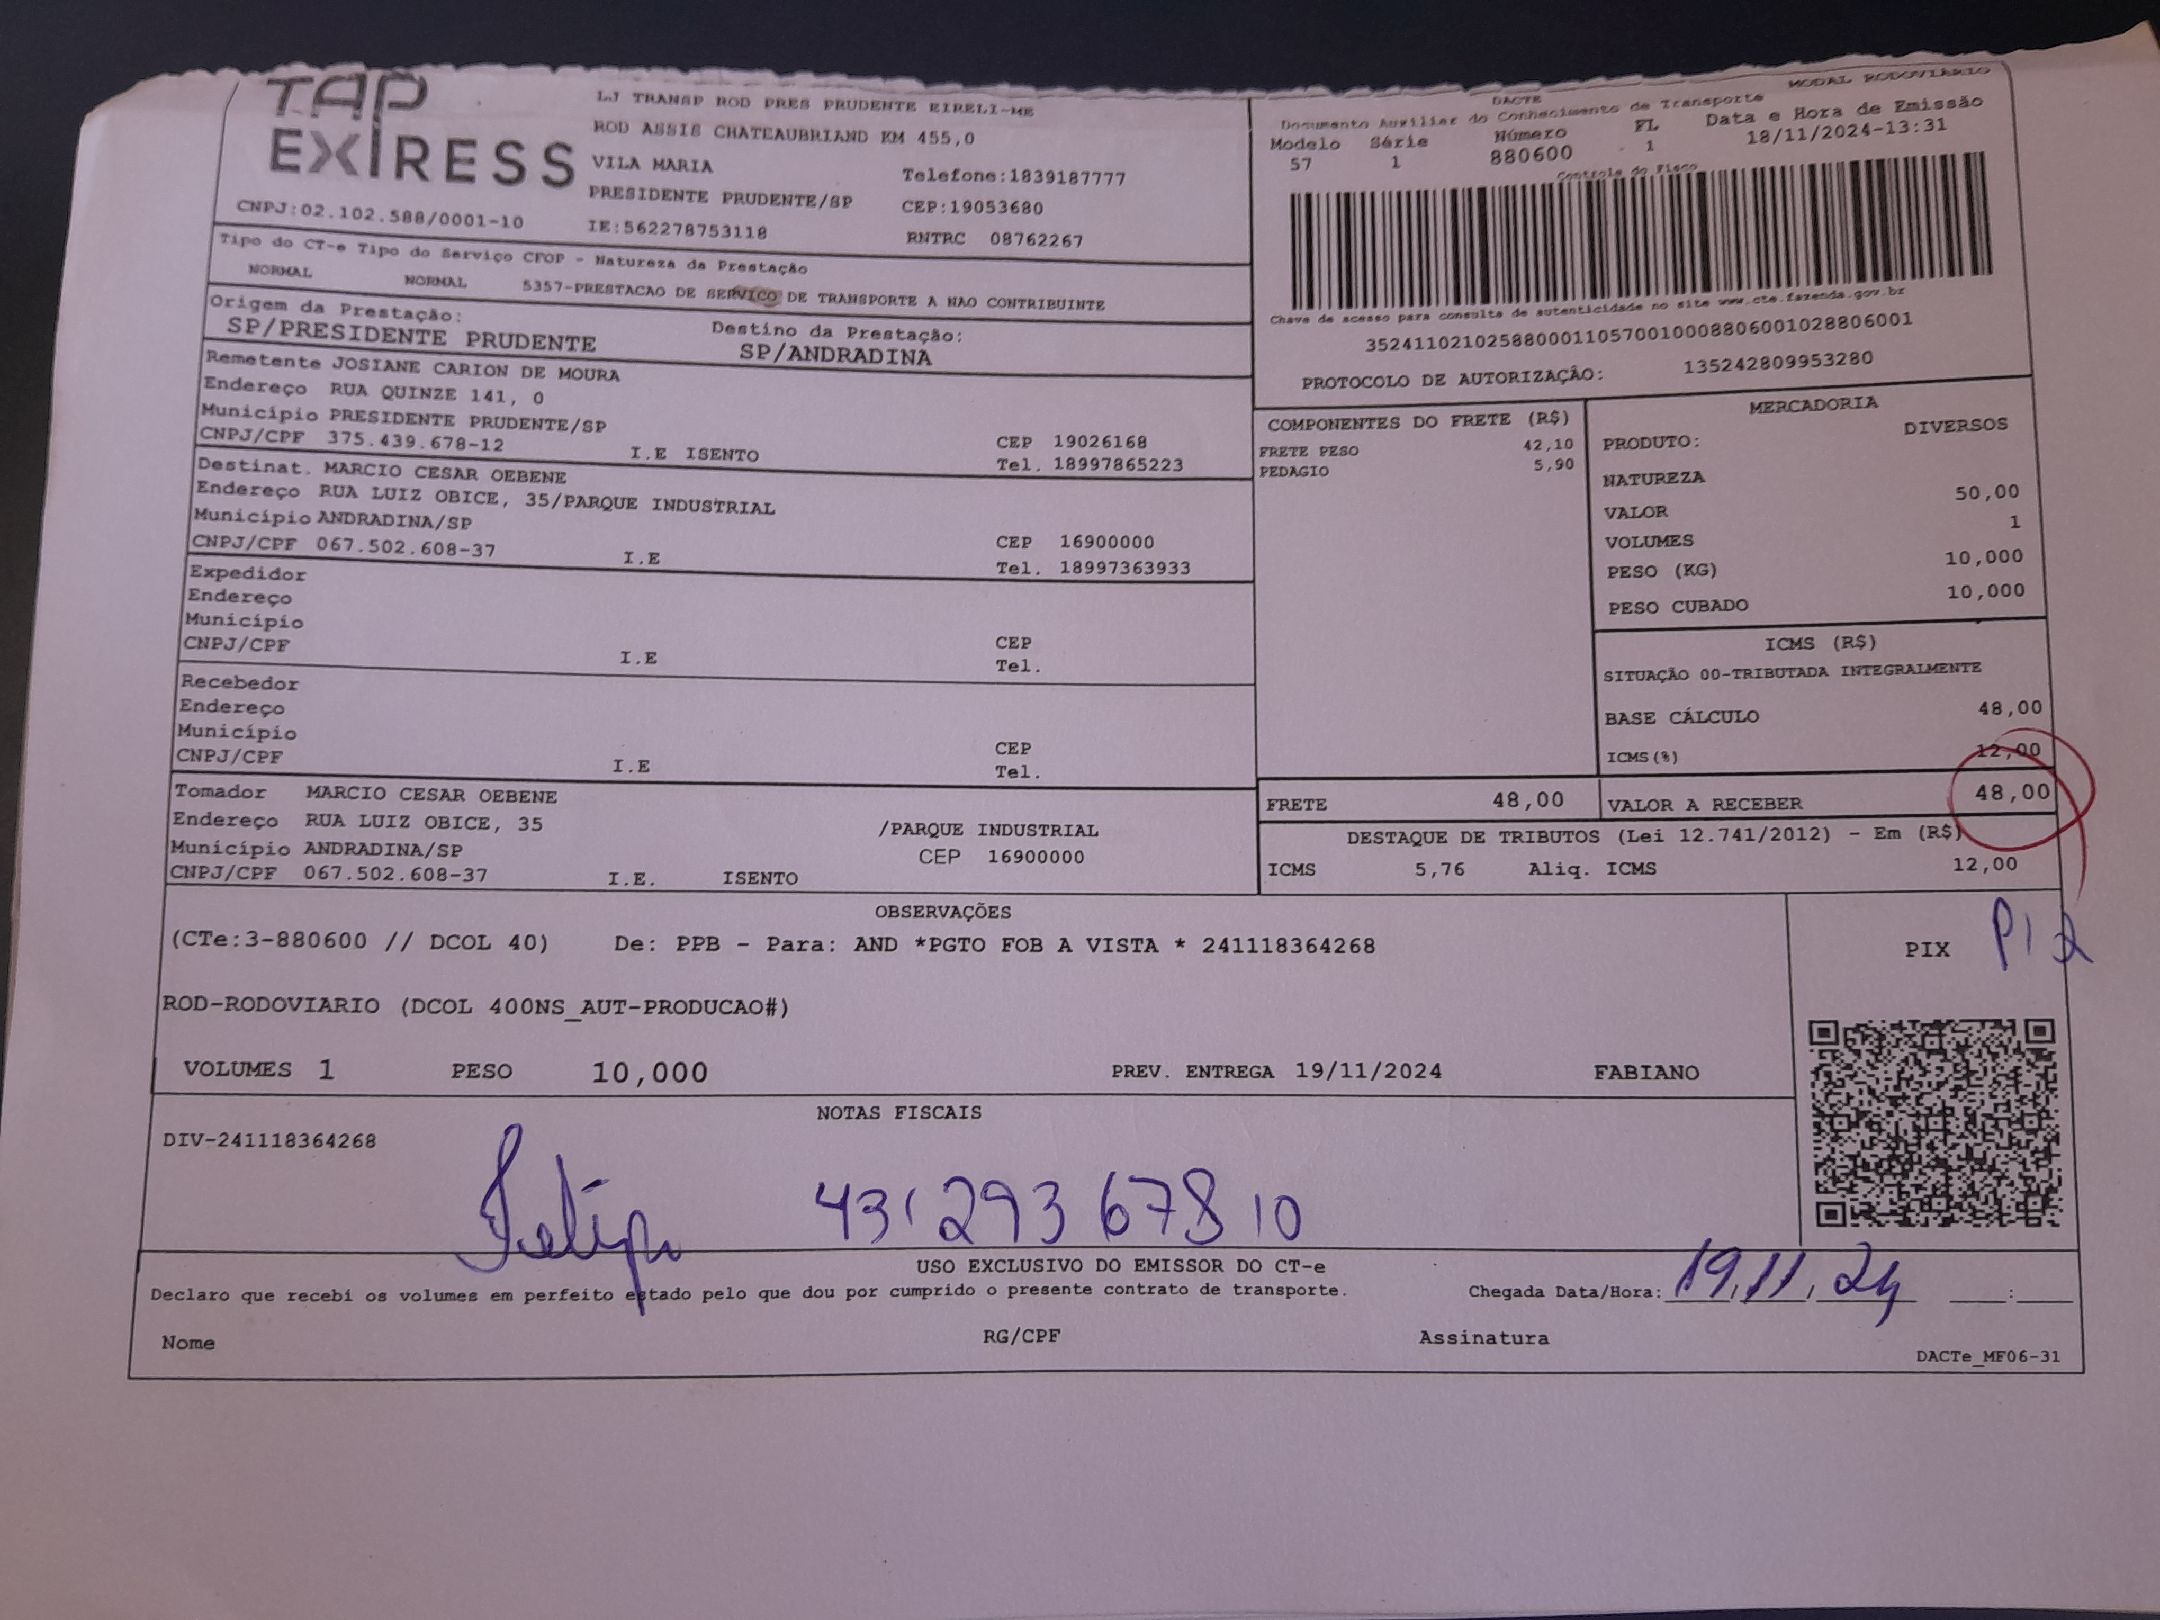 TAP
EXPRESS
CNPJ:02.102.588/0001-10
LJ TRANSP ROD PRES PRUDENTE EIRELI-ME
ROD ASSIS CHATEAUBRIAND KM 455,0
VILA MARIA
Telefone:1839187777
PRESIDENTE PRUDENTE/SP
CEP:19053680
IE:562278753118
RNTRC 08762267
MODAL RODOVIARIO
DACTE
Documento Auxiliar do Conhecimento de Transporte
Modelo Série Número FL Data e Hora de Emissão
57 1 880600 1 18/11/2024-13:31
Controle do Fisco
Chave de acesso para consulta de autenticidade no site www.cte.fazenda.gov.br
35241102102588000110570010008806001028806001
PROTOCOLO DE AUTORIZAÇÃO: 135242809953280
Tipo do CT-e Tipo do Serviço CFOP - Natureza da Prestação
NORMAL NORMAL 5357-PRESTACAO DE SERVICO DE TRANSPORTE A NAO CONTRIBUINTE
Origem da Prestação: Destino da Prestação:
SP/PRESIDENTE PRUDENTE SP/ANDRADINA
Remetente JOSIANE CARION DE MOURA
Endereço RUA QUINZE 141, 0
Município PRESIDENTE PRUDENTE/SP CEP 19026168
CNPJ/CPF 375.439.678-12 I.E ISENTO Tel. 18997865223
Destinat. MARCIO CESAR OEBENE
Endereço RUA LUIZ OBICE, 35/PARQUE INDUSTRIAL
Município ANDRADINA/SP CEP 16900000
CNPJ/CPF 067.502.608-37 I.E Tel. 18997363933
Expedidor
Endereço
Município CEP
CNPJ/CPF I.E Tel.
Recebedor
Endereço
Município CEP
CNPJ/CPF I.E Tel.
Tomador MARCIO CESAR OEBENE
Endereço RUA LUIZ OBICE, 35 /PARQUE INDUSTRIAL
Município ANDRADINA/SP CEP 16900000
CNPJ/CPF 067.502.608-37 I.E. ISENTO
COMPONENTES DO FRETE (R$)
FRETE PESO 42,10
PEDAGIO 5,90
MERCADORIA
PRODUTO: DIVERSOS
NATUREZA
VALOR 50,00
VOLUMES 1
PESO (KG) 10,000
PESO CUBADO 10,000
ICMS (R$)
SITUAÇÃO 00-TRIBUTADA INTEGRALMENTE
BASE CÁLCULO 48,00
ICMS(%) 12,00
FRETE 48,00 VALOR A RECEBER 48,00
DESTAQUE DE TRIBUTOS (Lei 12.741/2012) - Em (R$)
ICMS 5,76 Aliq. ICMS 12,00
OBSERVAÇÕES
(CTe:3-880600 // DCOL 40) De: PPB - Para: AND *PGTO FOB A VISTA * 241118364268
ROD-RODOVIARIO (DCOL 400NS_AUT-PRODUCAO#)
VOLUMES 1 PESO 10,000 PREV. ENTREGA 19/11/2024 FABIANO
PIX
NOTAS FISCAIS
DIV-241118364268
43129367810
USO EXCLUSIVO DO EMISSOR DO CT-e
Declaro que recebi os volumes em perfeito estado pelo que dou por cumprido o presente contrato de transporte. Chegada Data/Hora: 19.11.24 :
Nome RG/CPF Assinatura
DACTe_MF06-31